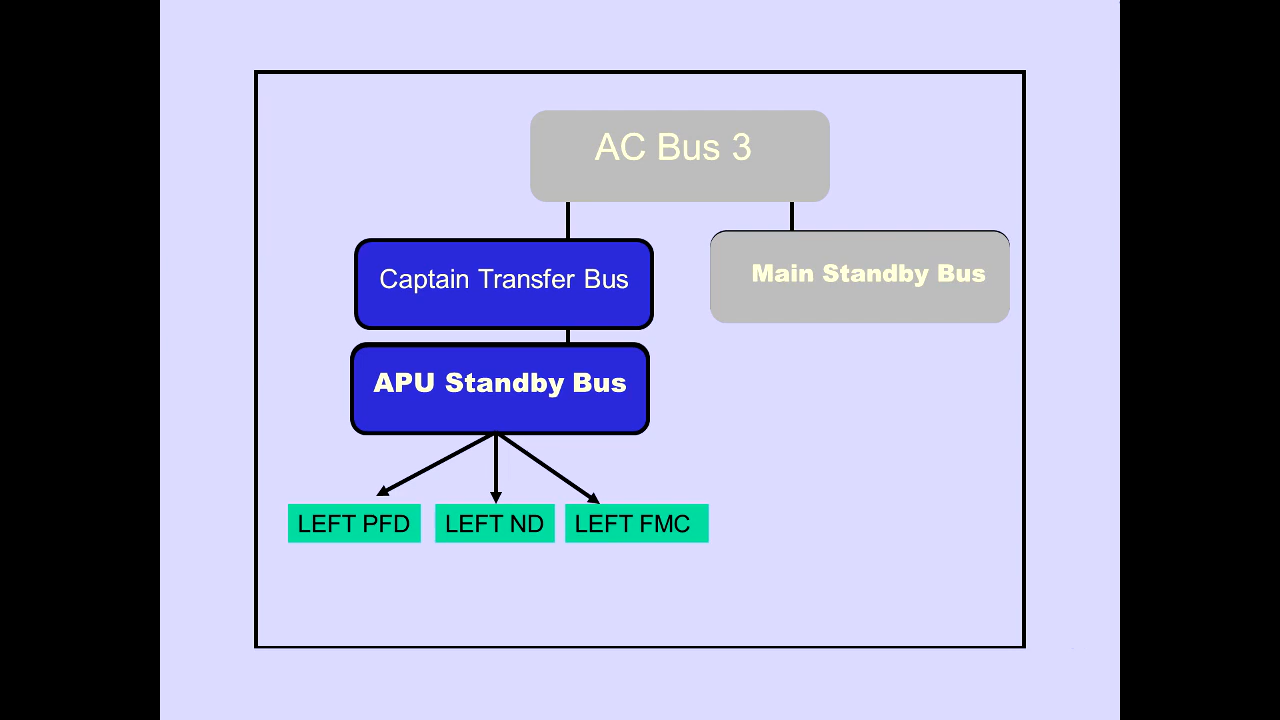 AC Bus 3
Captain Transfer Bus
Main Standby Bus
APU Standby Bus
LEFT PFD
LEFT ND
LEFT FMC